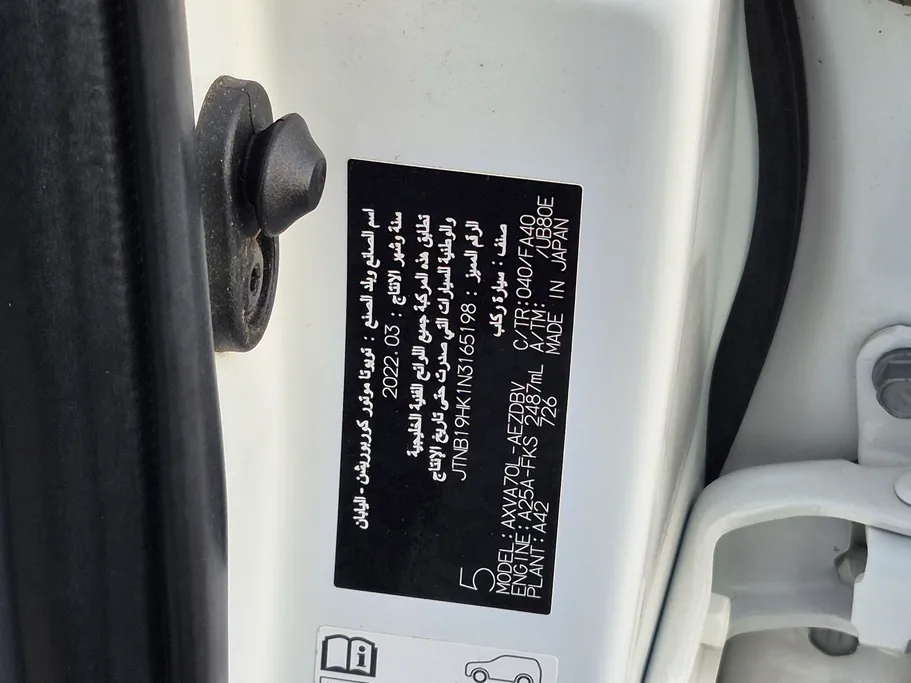 اسم الصانع وبلد الصنع : تويوتا موتور كوربوريشن - اليابان
سنة وشهر الانتاج : 2022.03
تطابق هذه المركبة جميع اللوائح الفنية الخليجية
والوطنية للسيارات التي صدرت حتى تاريخ الإنتاج
الرقم المميز : JTNB19HK1N3165198
صنف : سيارة ركاب
5
MODEL:AXVA70L-AEZDBV C/TR:040/FA40
ENGINE:A25A-FKS 2487mL A/TM: /UB80E
PLANT:A42 726 MADE IN JAPAN